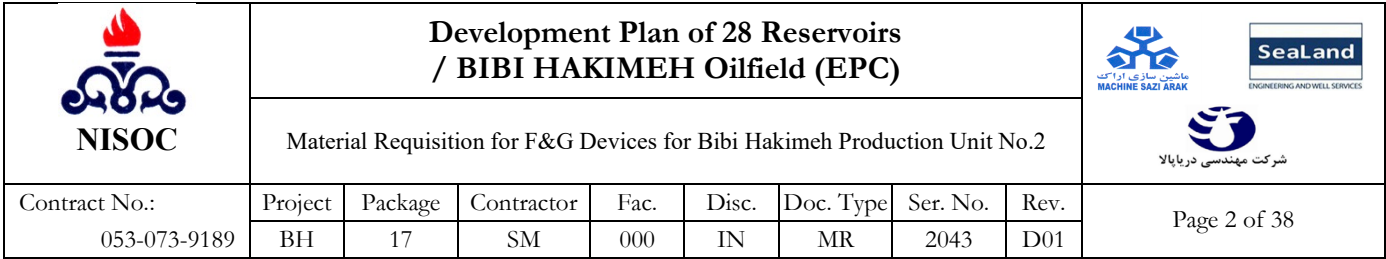 NISOC
Development Plan of 28 Reservoirs
/ BIBI HAKIMEH Oilfield (EPC)
Material Requisition for F&G Devices for Bibi Hakimeh Production Unit No.2
ماشین سازی اراک
MACHINE SAZI ARAK
SeaLand
ENGINEERING AND WELL SERVICES
شرکت مهندسی دریاپالا
Contract No.:
053-073-9189
Project Package Contractor Fac. Disc. Doc. Type Ser. No. Rev.
BH 17 SM 000 IN MR 2043 D01
Page 2 of 38